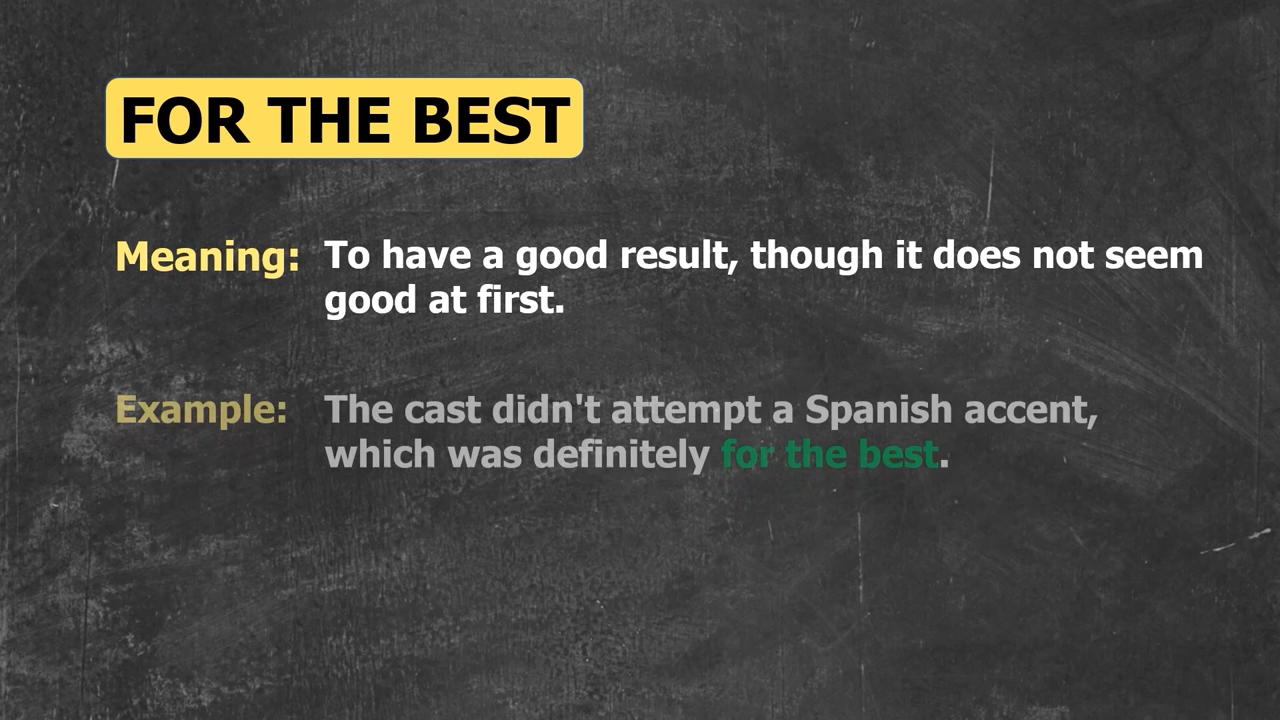 FOR THE BEST
Meaning: To have a good result, though it does not seem
good at first.
Example: The cast didn't attempt a Spanish accent,
which was definitely for the best.